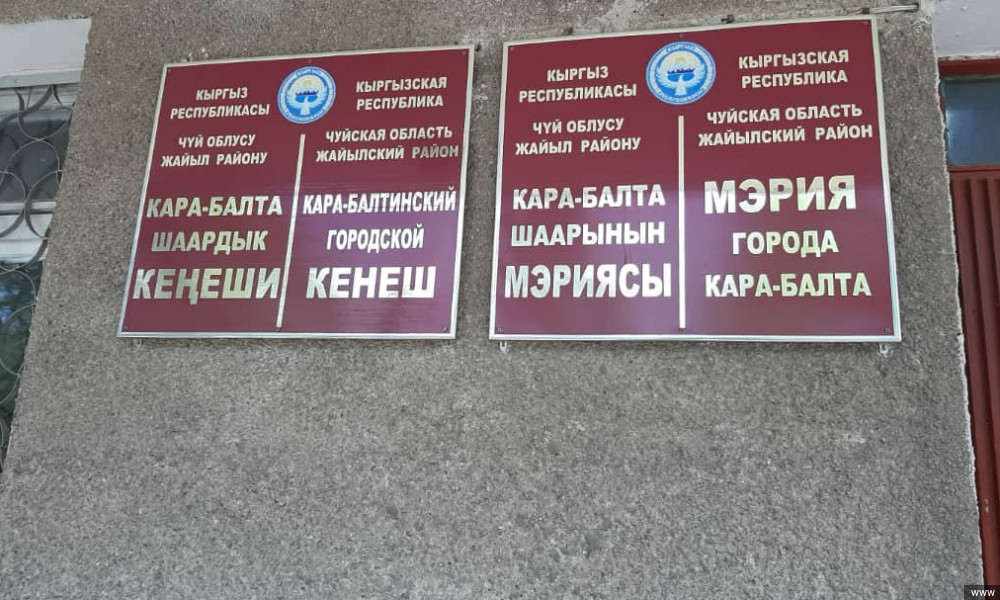 КЫРГЫЗ
РЕСПУБЛИКАСЫ
ЧҮЙ ОБЛУСУ
ЖАЙЫЛ РАЙОНУ
КАРА-БАЛТА
ШААРДЫК
КЕҢЕШИ
КЫРГЫЗСКАЯ
РЕСПУБЛИКА
ЧУЙСКАЯ ОБЛАСТЬ
ЖАЙЫЛСКИЙ РАЙОН
КАРА-БАЛТИНСКИЙ
ГОРОДСКОЙ
КЕНЕШ
КЫРГЫЗ
РЕСПУБЛИКАСЫ
ЧҮЙ ОБЛУСУ
ЖАЙЫЛ РАЙОНУ
КАРА-БАЛТА
ШААРЫНЫН
МЭРИЯСЫ
КЫРГЫЗСКАЯ
РЕСПУБЛИКА
ЧУЙСКАЯ ОБЛАСТЬ
ЖАЙЫЛСКИЙ РАЙОН
МЭРИЯ
ГОРОДА
КАРА-БАЛТА
www